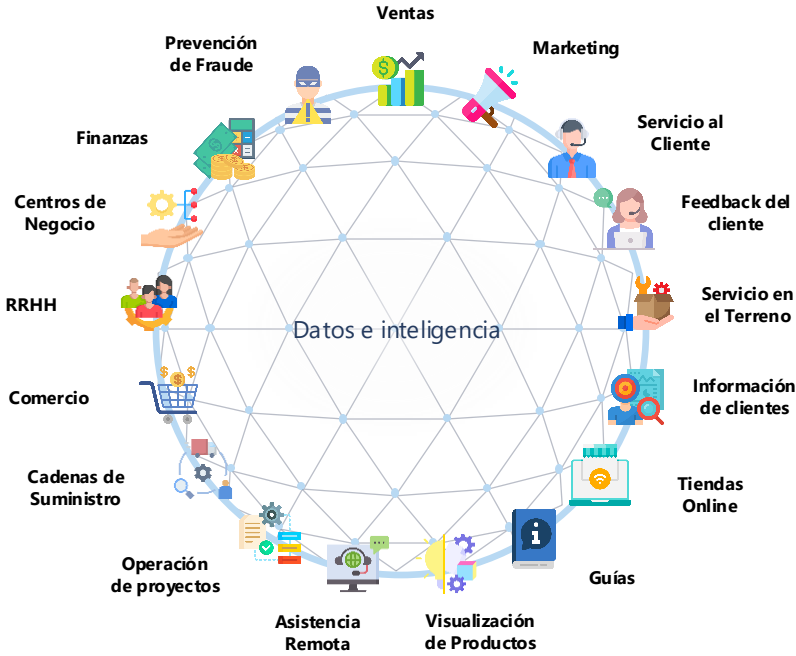 Ventas
Marketing
Servicio al
Cliente
Feedback del
cliente
Servicio en
el Terreno
Información
de clientes
Tiendas
Online
Guías
Visualización
de Productos
Asistencia
Remota
Operación
de proyectos
Cadenas de
Suministro
Comercio
RRHH
Centros de
Negocio
Finanzas
Prevención
de Fraude
Datos e inteligencia